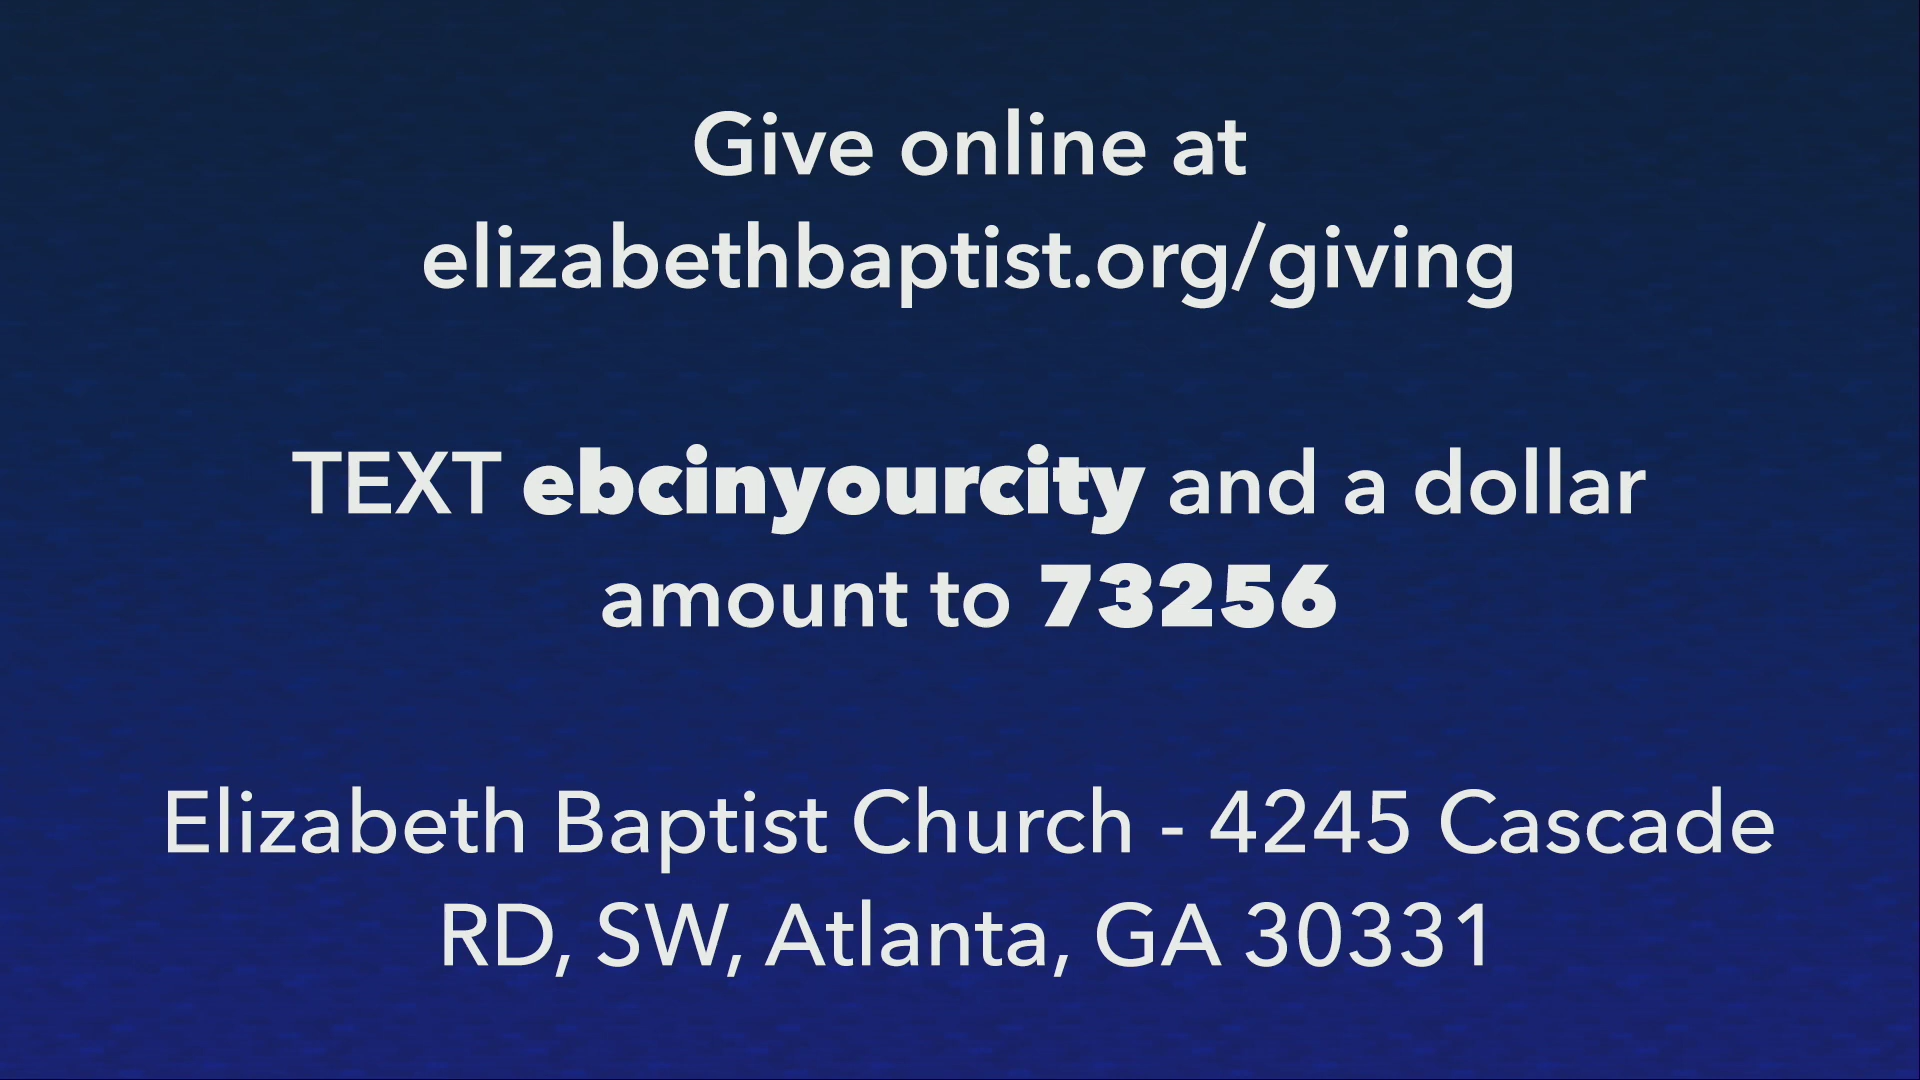 Give online at
elizabethbaptist.org/giving
TEXT ebcinyourcity and a dollar
amount to 73256
Elizabeth Baptist Church - 4245 Cascade
RD, SW, Atlanta, GA 30331